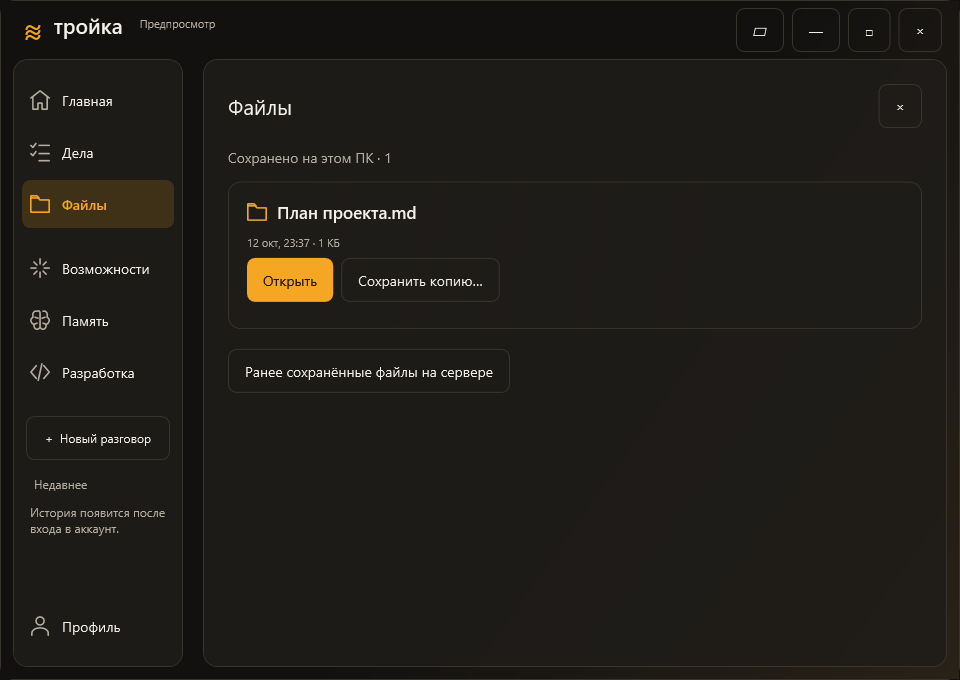 тройка
Предпросмотр
Главная
Дела
Файлы
Возможности
Память
Разработка
+ Новый разговор
Недавнее
История появится после
входа в аккаунт.
Профиль
Файлы
Сохранено на этом ПК · 1
План проекта.md
12 окт, 23:37 · 1 КБ
Открыть
Сохранить копию...
Ранее сохранённые файлы на сервере